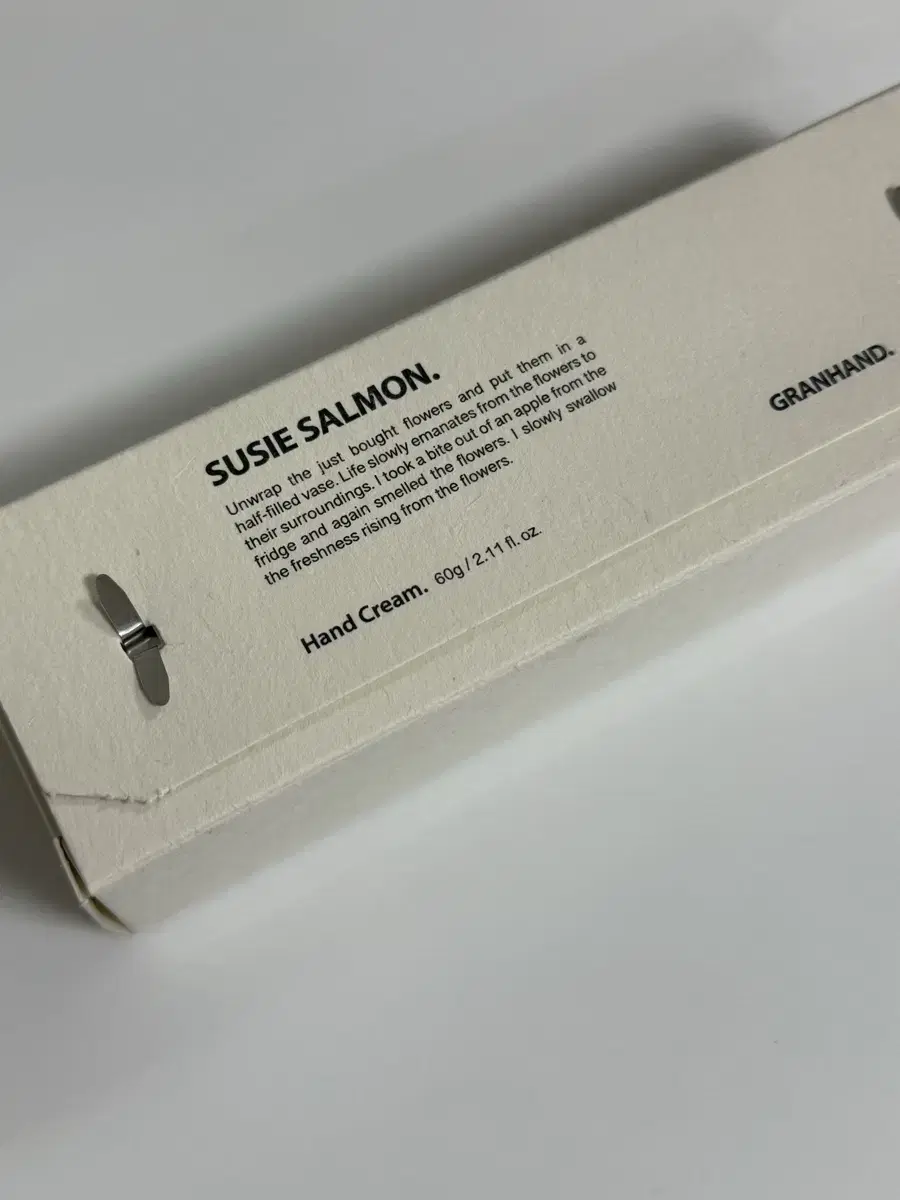 SUSIE SALMON.
Unwrap the just bought flowers and put them in a
half-filled vase. Life slowly emanates from the flowers to
their surroundings. I took a bite out of an apple from the
fridge and again smelled the flowers. I slowly swallow
the freshness rising from the flowers.
Hand Cream. 60g / 2.11 fl. oz.
GRANHAND.